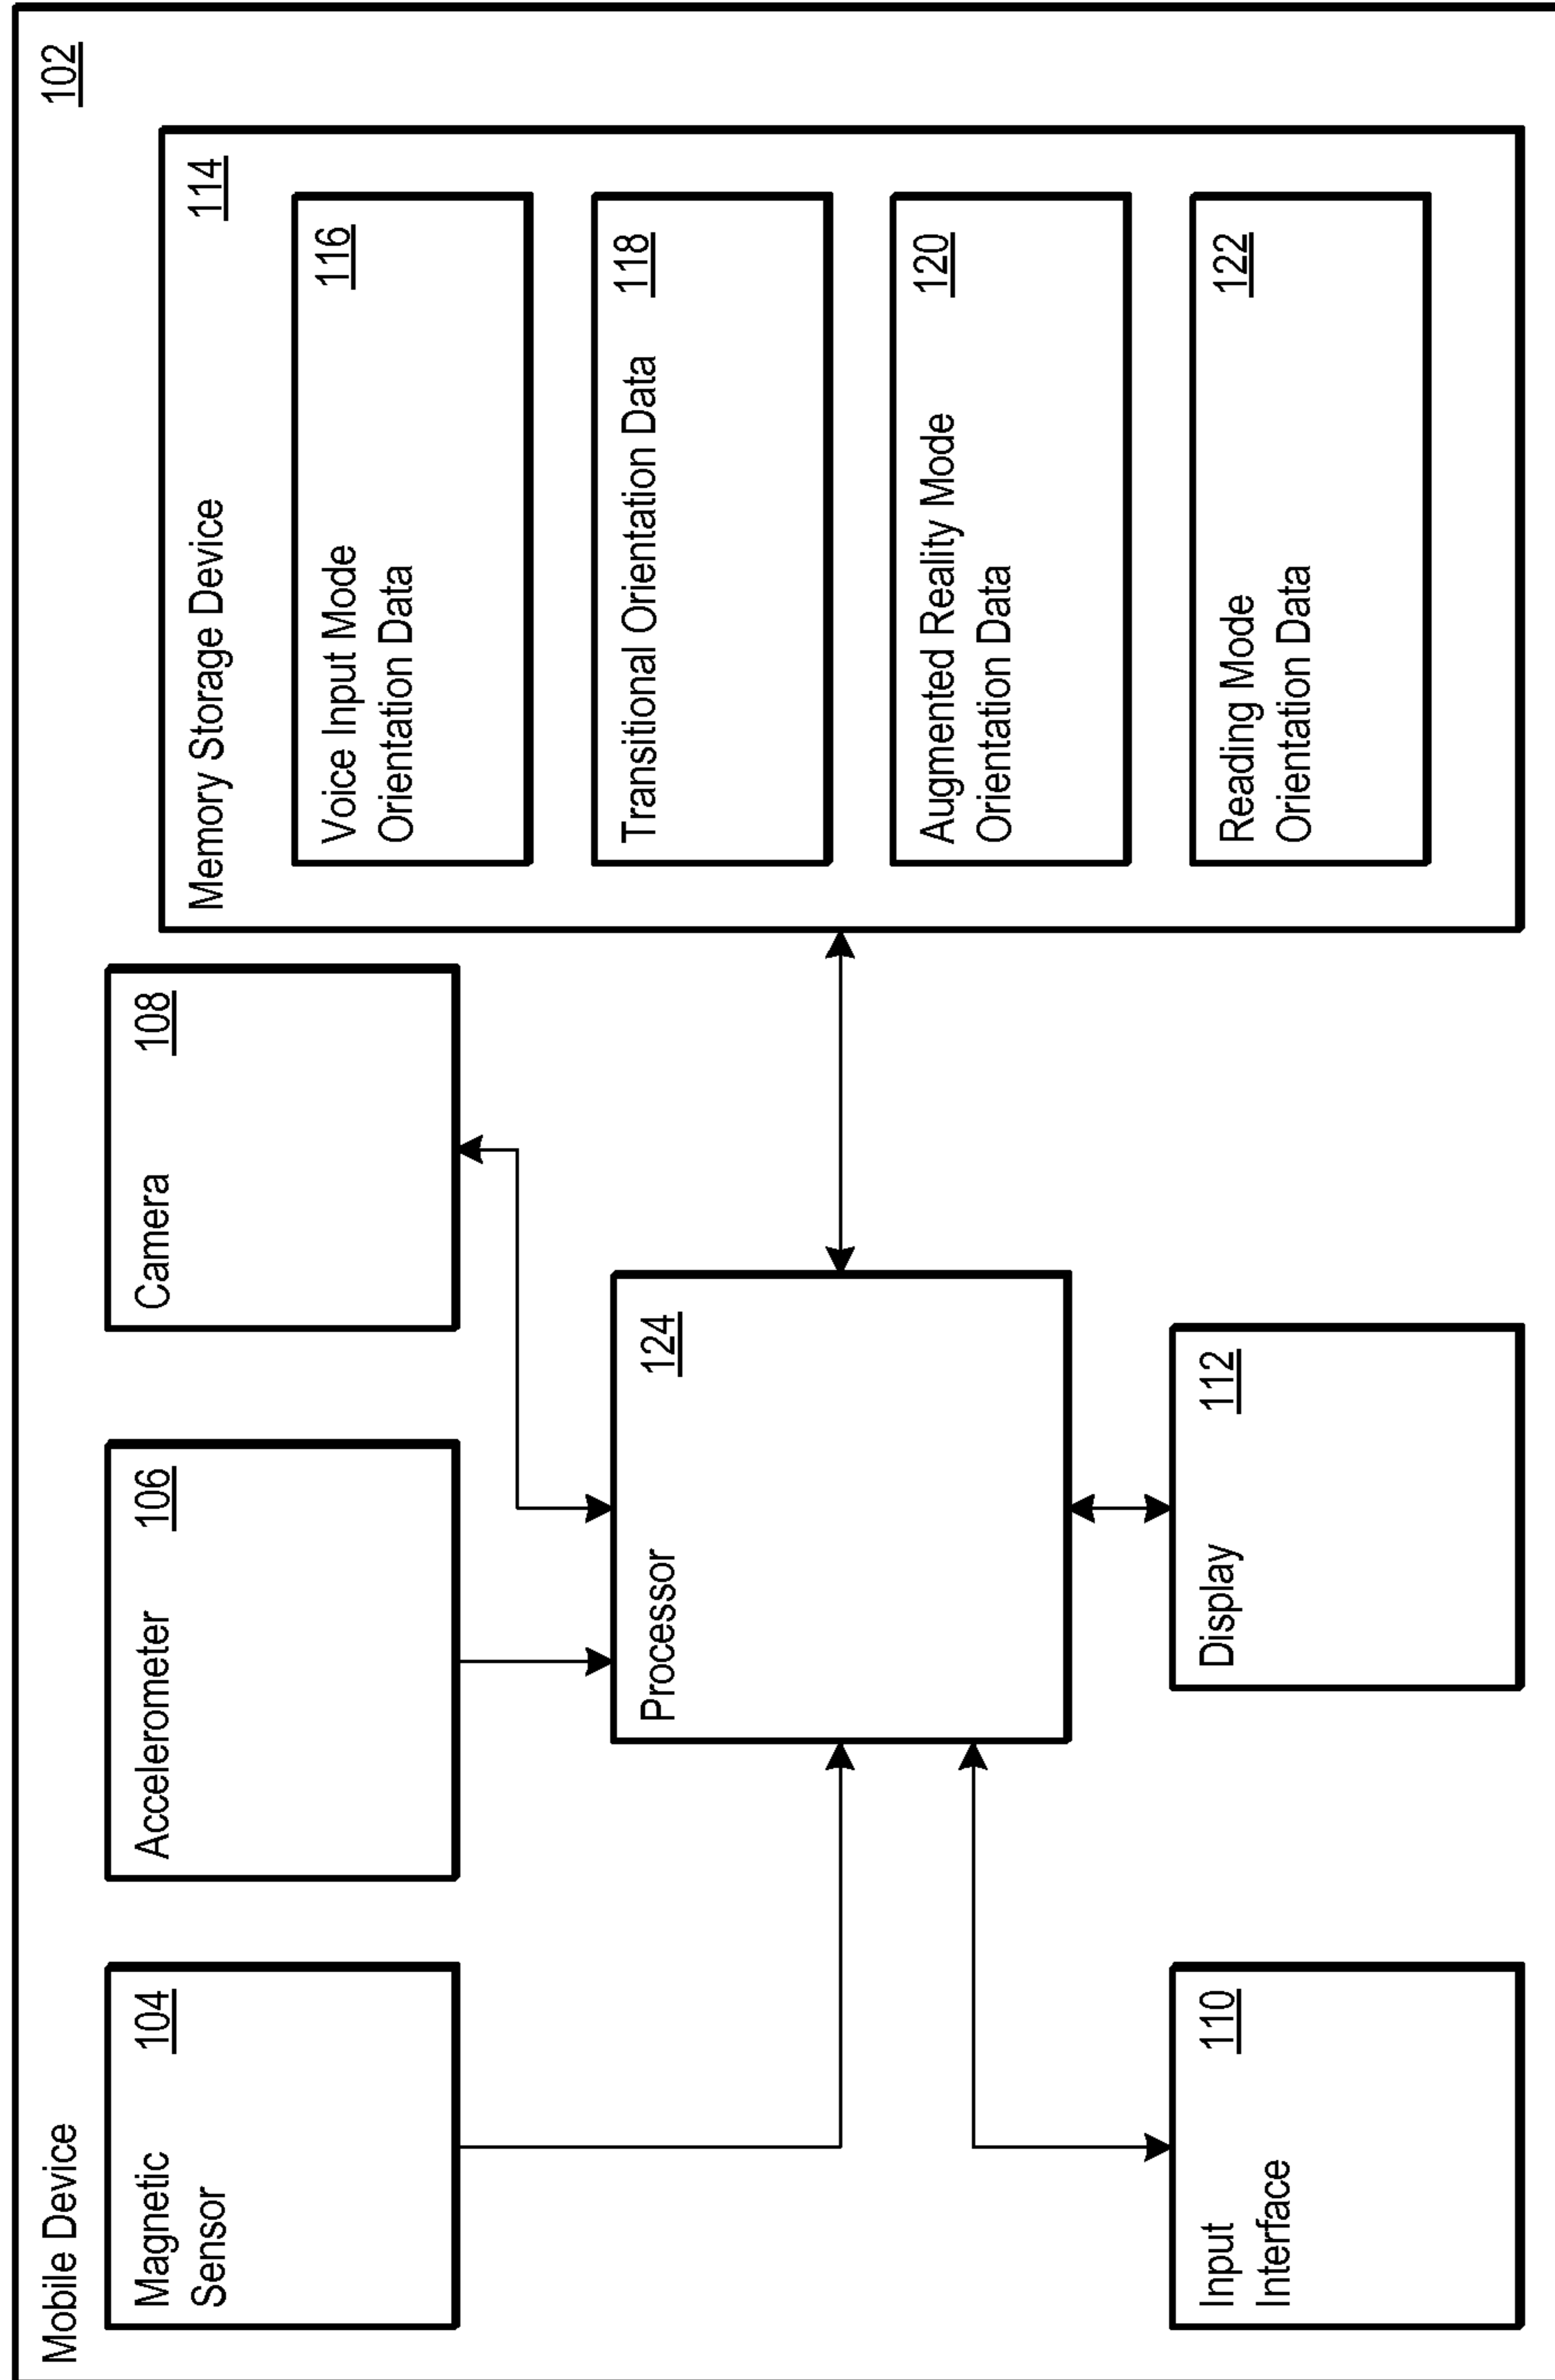 Mobile Device
102
Magnetic
Sensor
104
Accelerometer
106
Camera
108
Memory Storage Device
114
Voice Input Mode
Orientation Data
116
Transitional Orientation Data
118
Augmented Reality Mode
Orientation Data
120
Reading Mode
Orientation Data
122
Processor
124
Input
Interface
110
Display
112